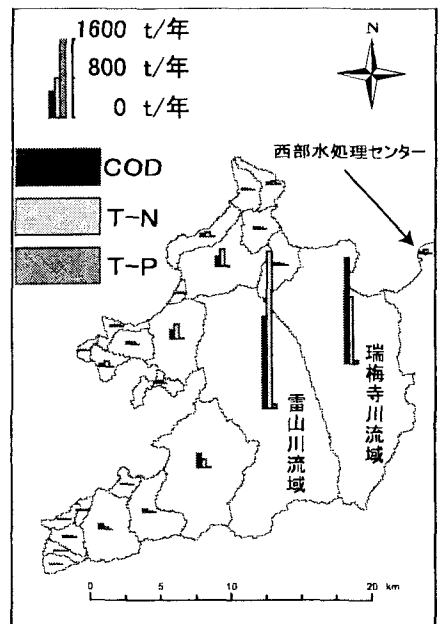 1600 t/年
800 t/年
0 t/年
N
西部水処理センター
COD
T-N
T-P
瑞梅寺川流域
雷山川流域
0 5 10 20 km